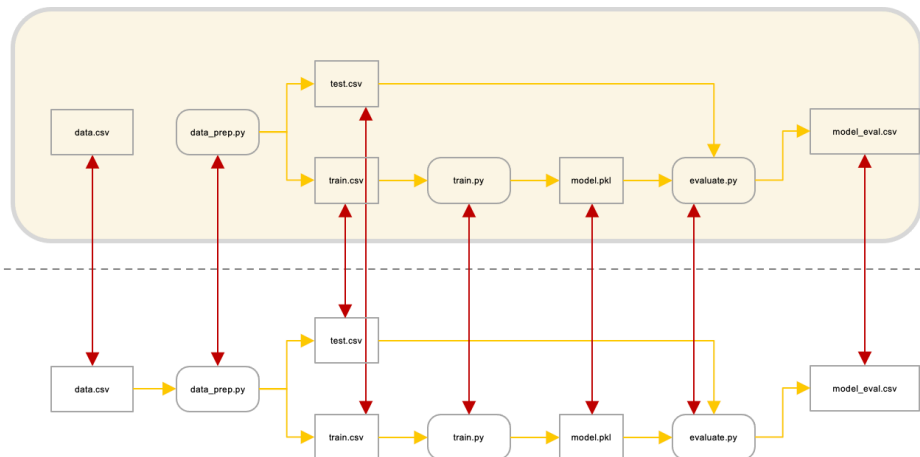 test.csv
data.csv
data_prep.py
model_eval.csv
train.csv
train.py
model.pkl
evaluate.py
test.csv
data.csv
data_prep.py
model_eval.csv
train.csv
train.py
model.pkl
evaluate.py